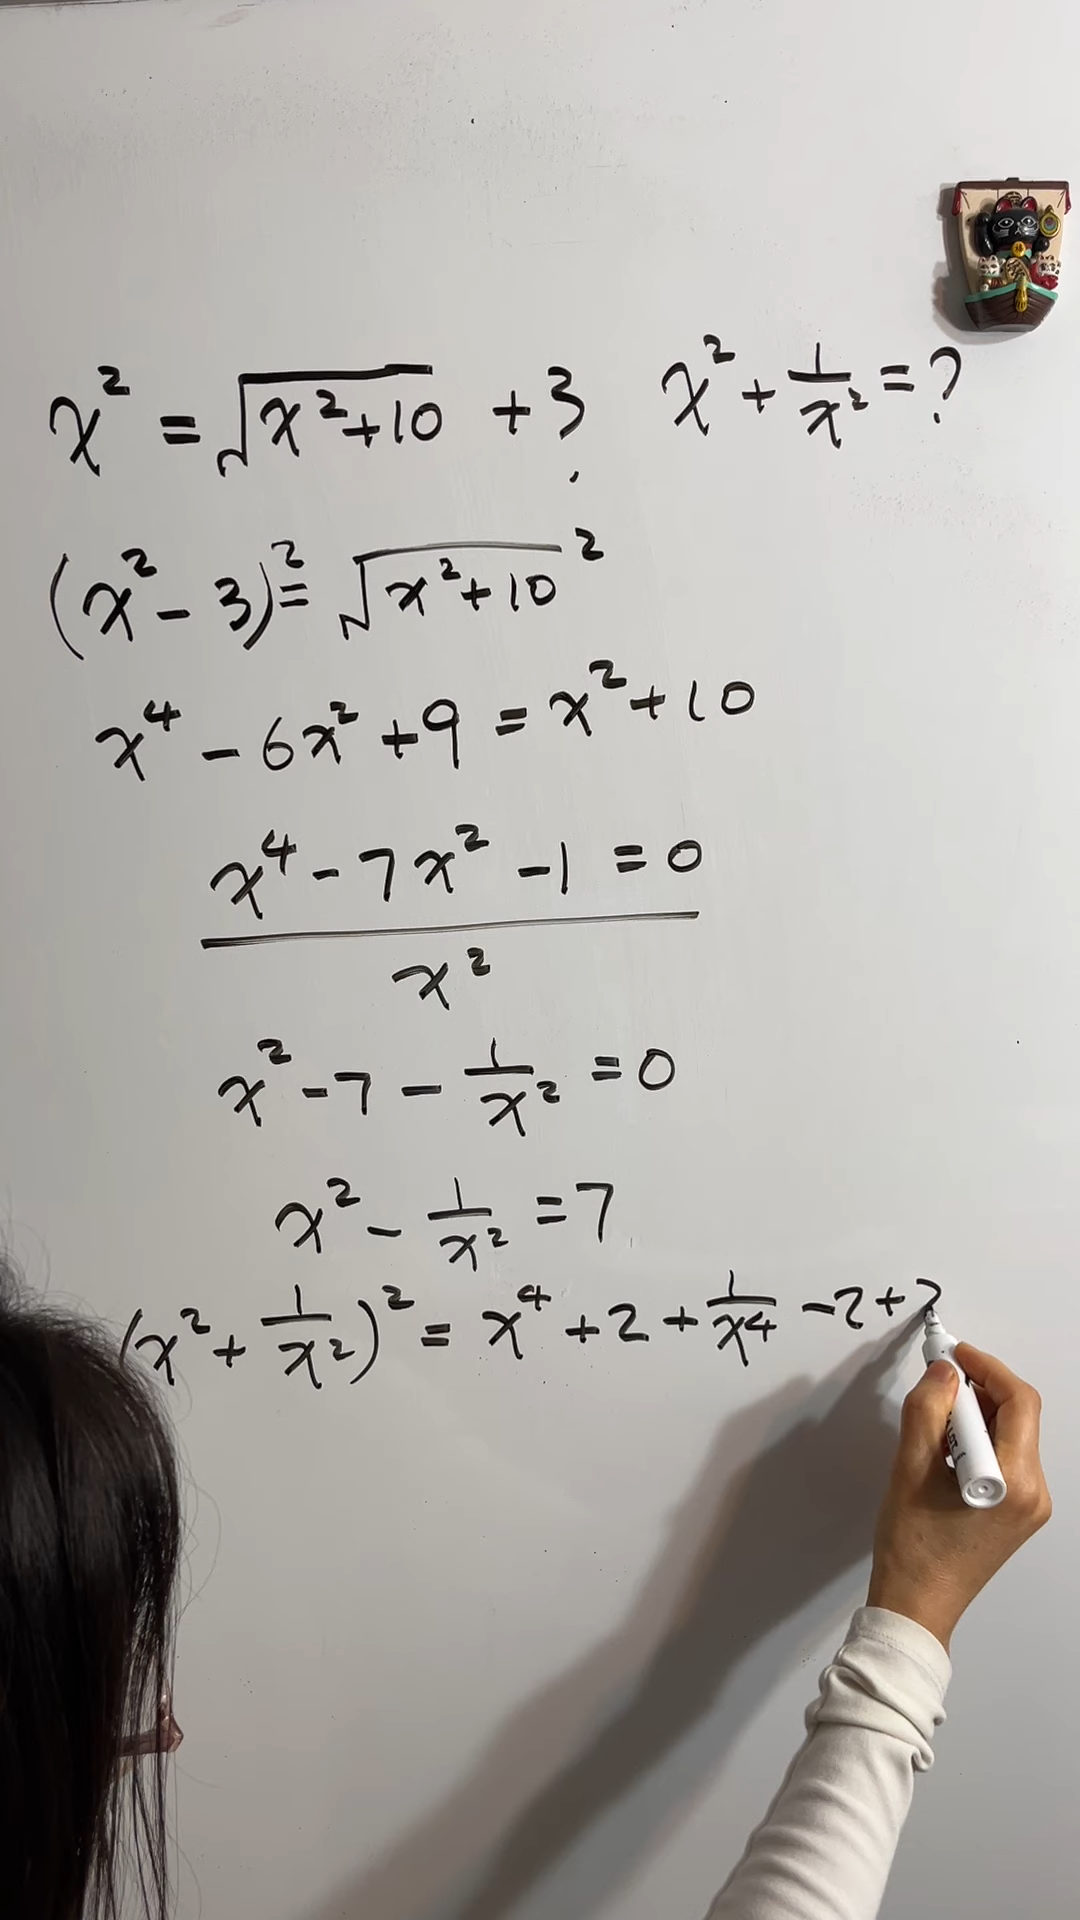 x² = √(x²+10) + 3   x² + 1/x² = ?
(x² - 3)² = √(x²+10)²
x⁴ - 6x² + 9 = x² + 10
x⁴ - 7x² - 1 = 0
x²
x² - 7 - 1/x² = 0
x² - 1/x² = 7
(x² + 1/x²)² = x⁴ + 2 + 1/x⁴ - 2 +